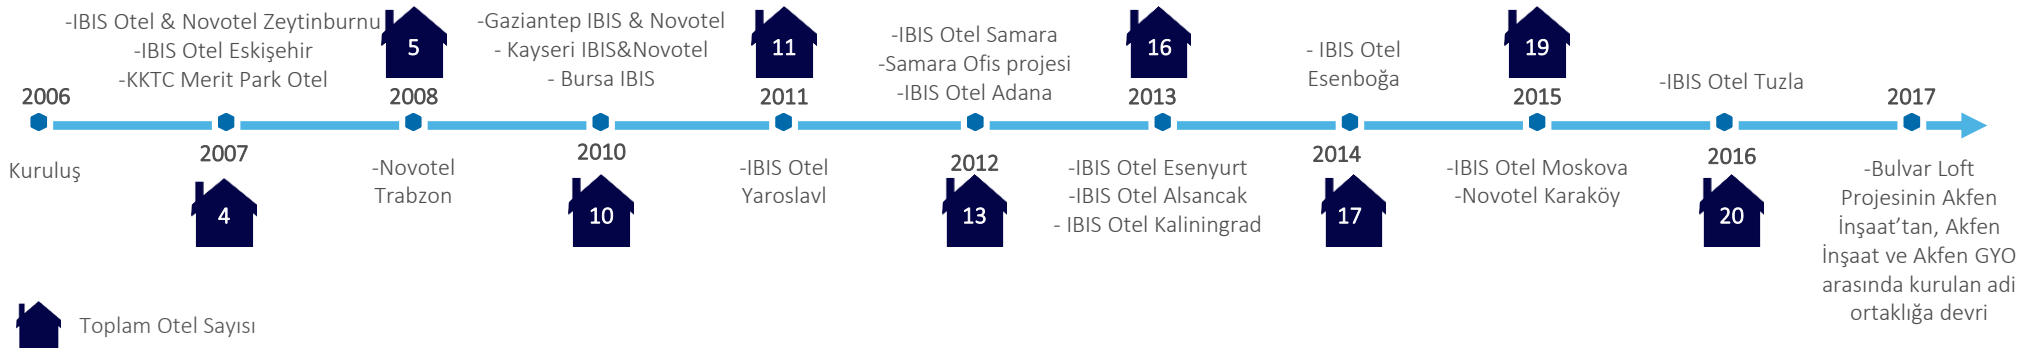 2006
Kuruluş
-IBIS Otel & Novotel Zeytinburnu
-IBIS Otel Eskişehir
-KKTC Merit Park Otel
2007
4
5
2008
-Novotel
Trabzon
-Gaziantep IBIS & Novotel
- Kayseri IBIS&Novotel
- Bursa IBIS
2010
10
11
2011
-IBIS Otel
Yaroslavl
-IBIS Otel Samara
-Samara Ofis projesi
-IBIS Otel Adana
2012
13
16
2013
-IBIS Otel Esenyurt
-IBIS Otel Alsancak
- IBIS Otel Kaliningrad
- IBIS Otel
Esenboğa
2014
17
19
2015
-IBIS Otel Moskova
-Novotel Karaköy
-IBIS Otel Tuzla
2016
20
2017
-Bulvar Loft
Projesinin Akfen
İnşaat’tan, Akfen
İnşaat ve Akfen GYO
arasında kurulan adi
ortaklığa devri
Toplam Otel Sayısı